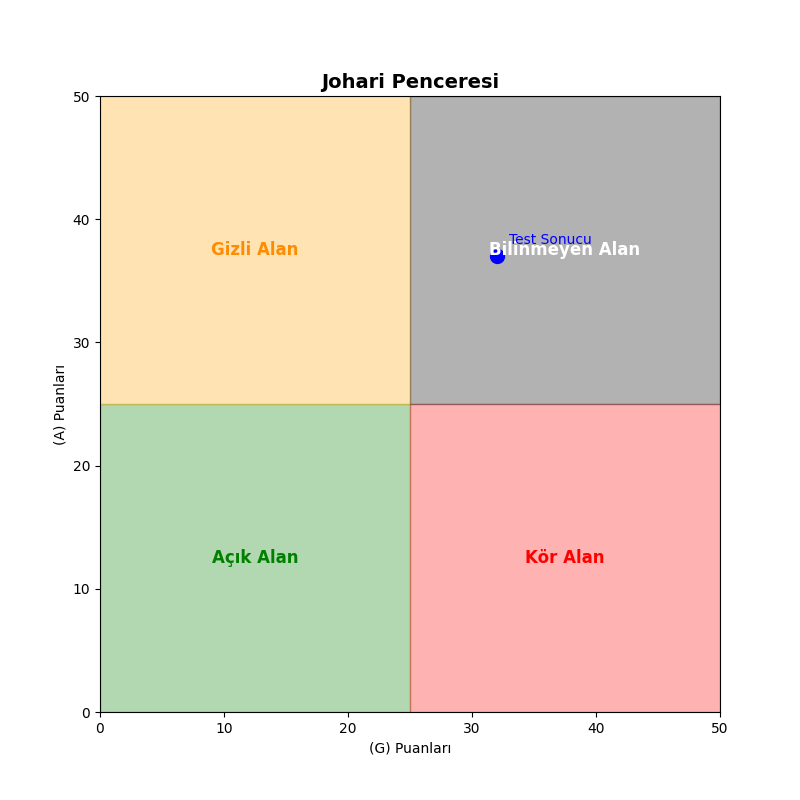 Johari Penceresi
50
40
30
20
10
0
(A) Puanları
Gizli Alan
Test Sonucu
Bilinmeyen Alan
Açık Alan
Kör Alan
0
10
20
30
40
50
(G) Puanları